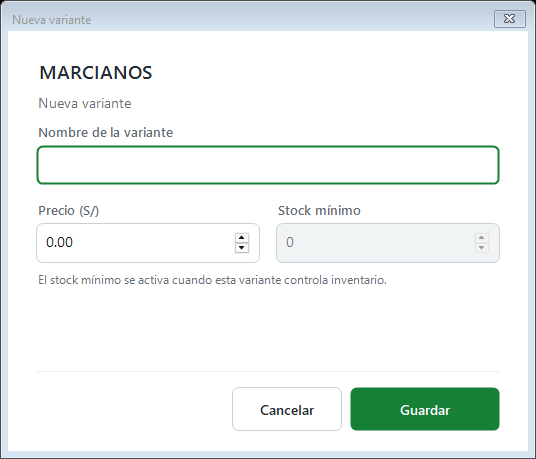 Nueva variante
MARCIANOS
Nueva variante
Nombre de la variante
Precio (S/)
Stock mínimo
0.00
0
El stock mínimo se activa cuando esta variante controla inventario.
Cancelar
Guardar